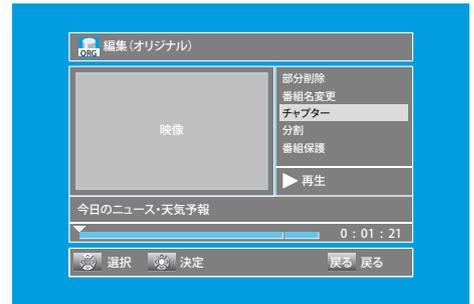 ORG 編集（オリジナル）
映像
部分削除
番組名変更
チャプター
分割
番組保護
再生
今日のニュース・天気予報
0：01：21
選択 決定 戻る 戻る